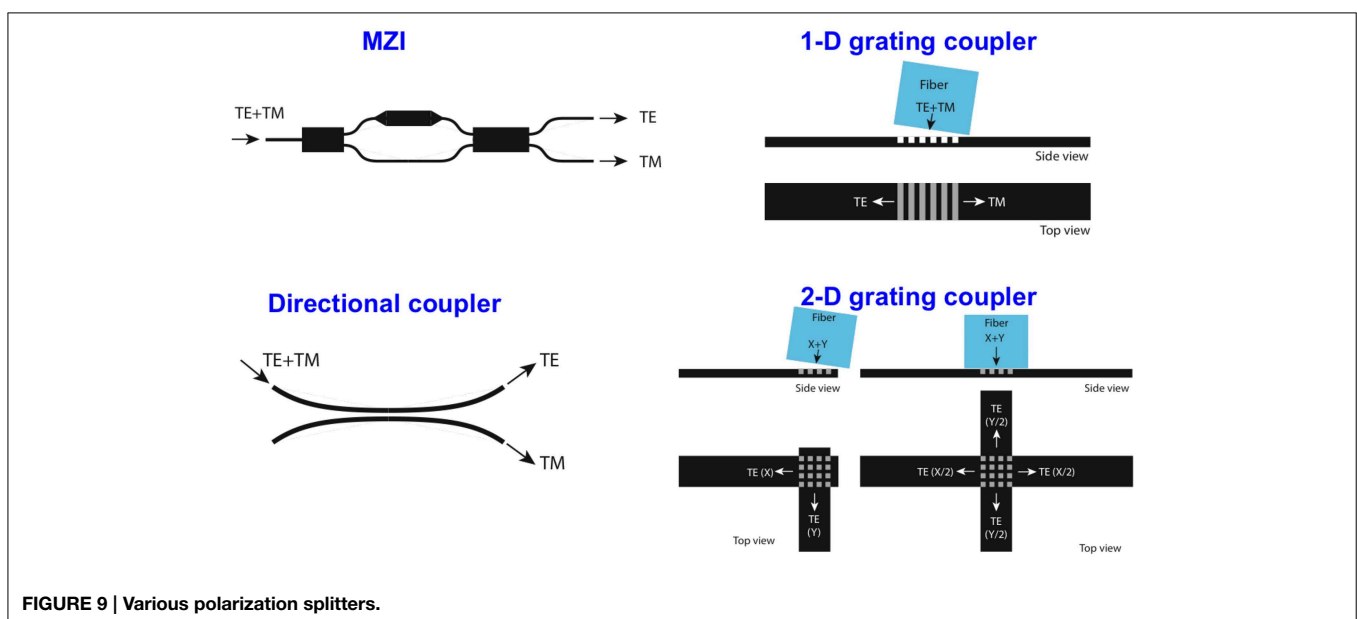 MZI
TE+TM
TE
TM
1-D grating coupler
Fiber
TE+TM
Side view
TE
TM
Top view
Directional coupler
TE+TM
TE
TM
2-D grating coupler
Fiber
X+Y
Side view
TE (X)
TE
(Y)
Top view
Fiber
X+Y
Side view
TE
(Y/2)
TE (X/2)
TE (X/2)
TE
(Y/2)
Top view
FIGURE 9 | Various polarization splitters.